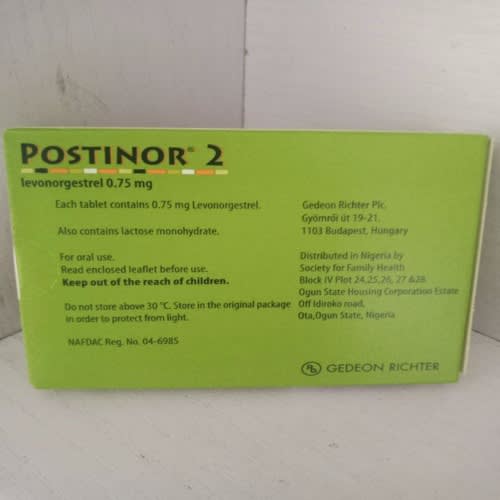 POSTINOR® 2
levonorgestrel 0.75 mg
Each tablet contains 0.75 mg Levonorgestrel.
Also contains lactose monohydrate.
For oral use.
Read enclosed leaflet before use.
Keep out of the reach of children.
Do not store above 30 °C. Store in the original package
in order to protect from light.
NAFDAC Reg. No. 04-6985
Gedeon Richter Plc.
Gyömrői út 19-21.
1103 Budapest, Hungary
Distributed in Nigeria by
Society for Family Health
Block IV Plot 24,25,26, 27 &28
Ogun State Housing Corporation Estate
Off Idiroko road,
Ota,Ogun State, Nigeria
GEDEON RICHTER